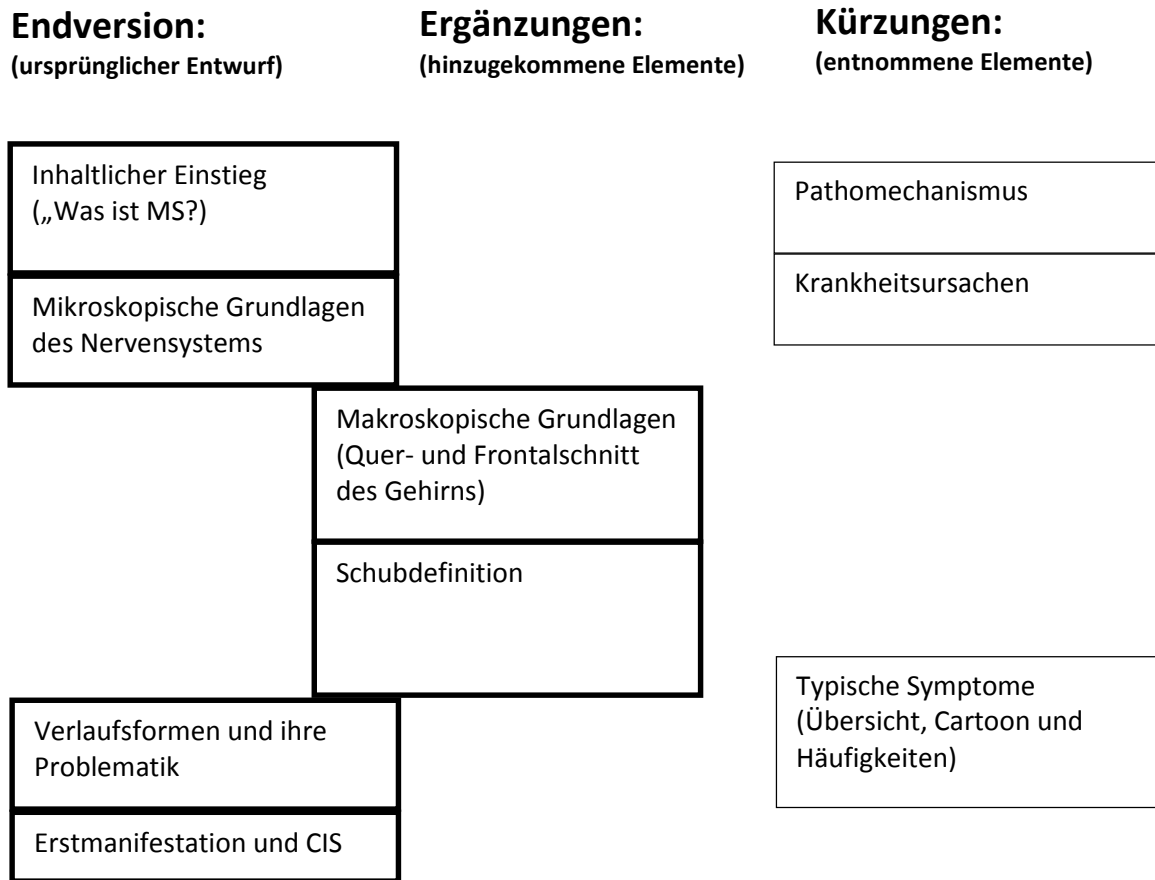 Endversion:
(ursprünglicher Entwurf)
Ergänzungen:
(hinzugekommene Elemente)
Kürzungen:
(entnommene Elemente)
Inhaltlicher Einstieg
(„Was ist MS?)
Mikroskopische Grundlagen
des Nervensystems
Pathomechanismus
Krankheitsursachen
Makroskopische Grundlagen
(Quer- und Frontalschnitt
des Gehirns)
Schubdefinition
Typische Symptome
(Übersicht, Cartoon und
Häufigkeiten)
Verlaufsformen und ihre
Problematik
Erstmanifestation und CIS